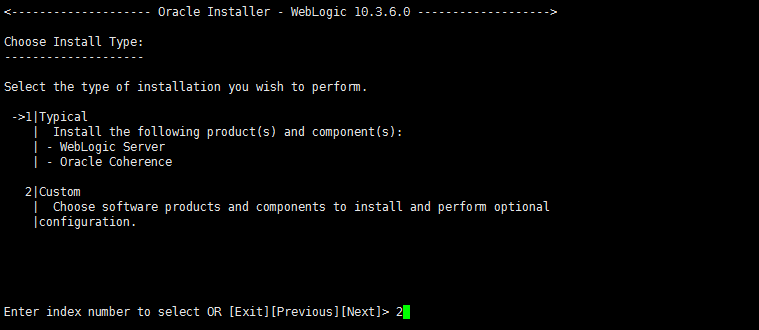 <-------------------- Oracle Installer - WebLogic 10.3.6.0 ------------------->
Choose Install Type:
--------------------
Select the type of installation you wish to perform.
->1|Typical
| Install the following product(s) and component(s):
| - WebLogic Server
| - Oracle Coherence
2|Custom
| Choose software products and components to install and perform optional
|configuration.
Enter index number to select OR [Exit][Previous][Next]> 2